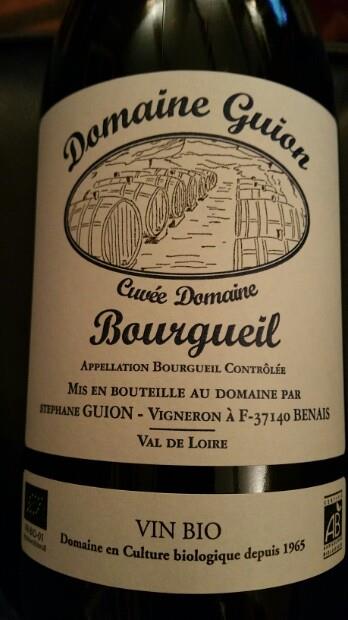 Domaine Guion
Cuvée Domaine
Bourgueil
APPELLATION BOURGUEIL CONTRÔLÉE
MIS EN BOUTEILLE AU DOMAINE PAR
STEPHANE GUION - VIGNERON À F-37140 BENAIS
VAL DE LOIRE
VIN BIO
Domaine en Culture biologique depuis 1965
AB